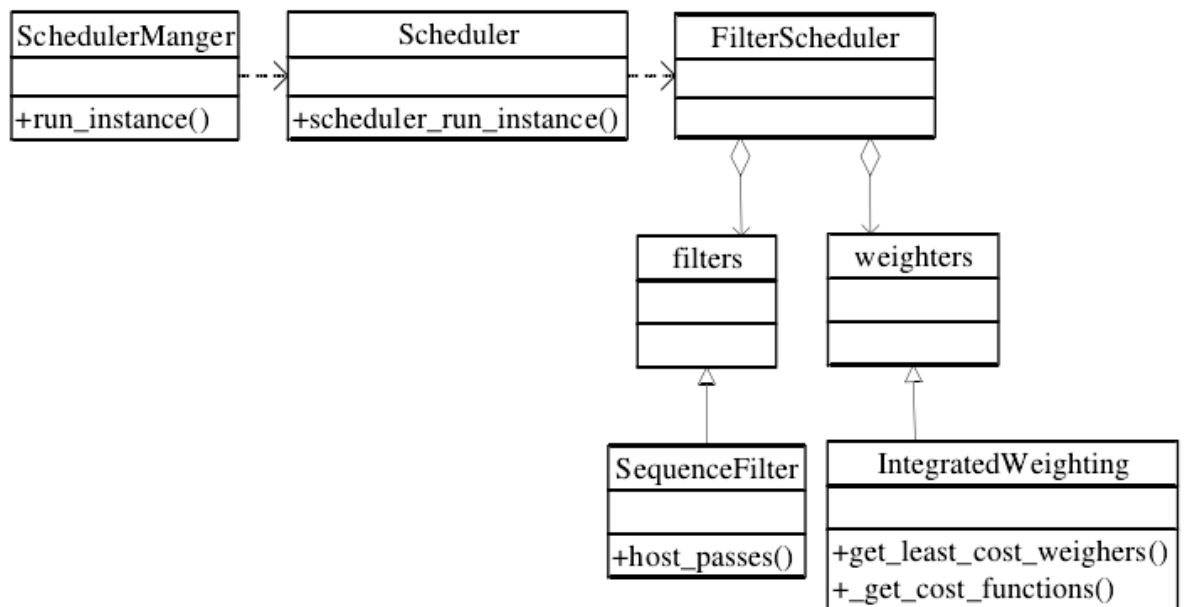 SchedulerManger
+run_instance()
Scheduler
+scheduler_run_instance()
FilterScheduler
filters
weighters
SequenceFilter
+host_passes()
IntegratedWeighting
+get_least_cost_weighers()
+_get_cost_functions()